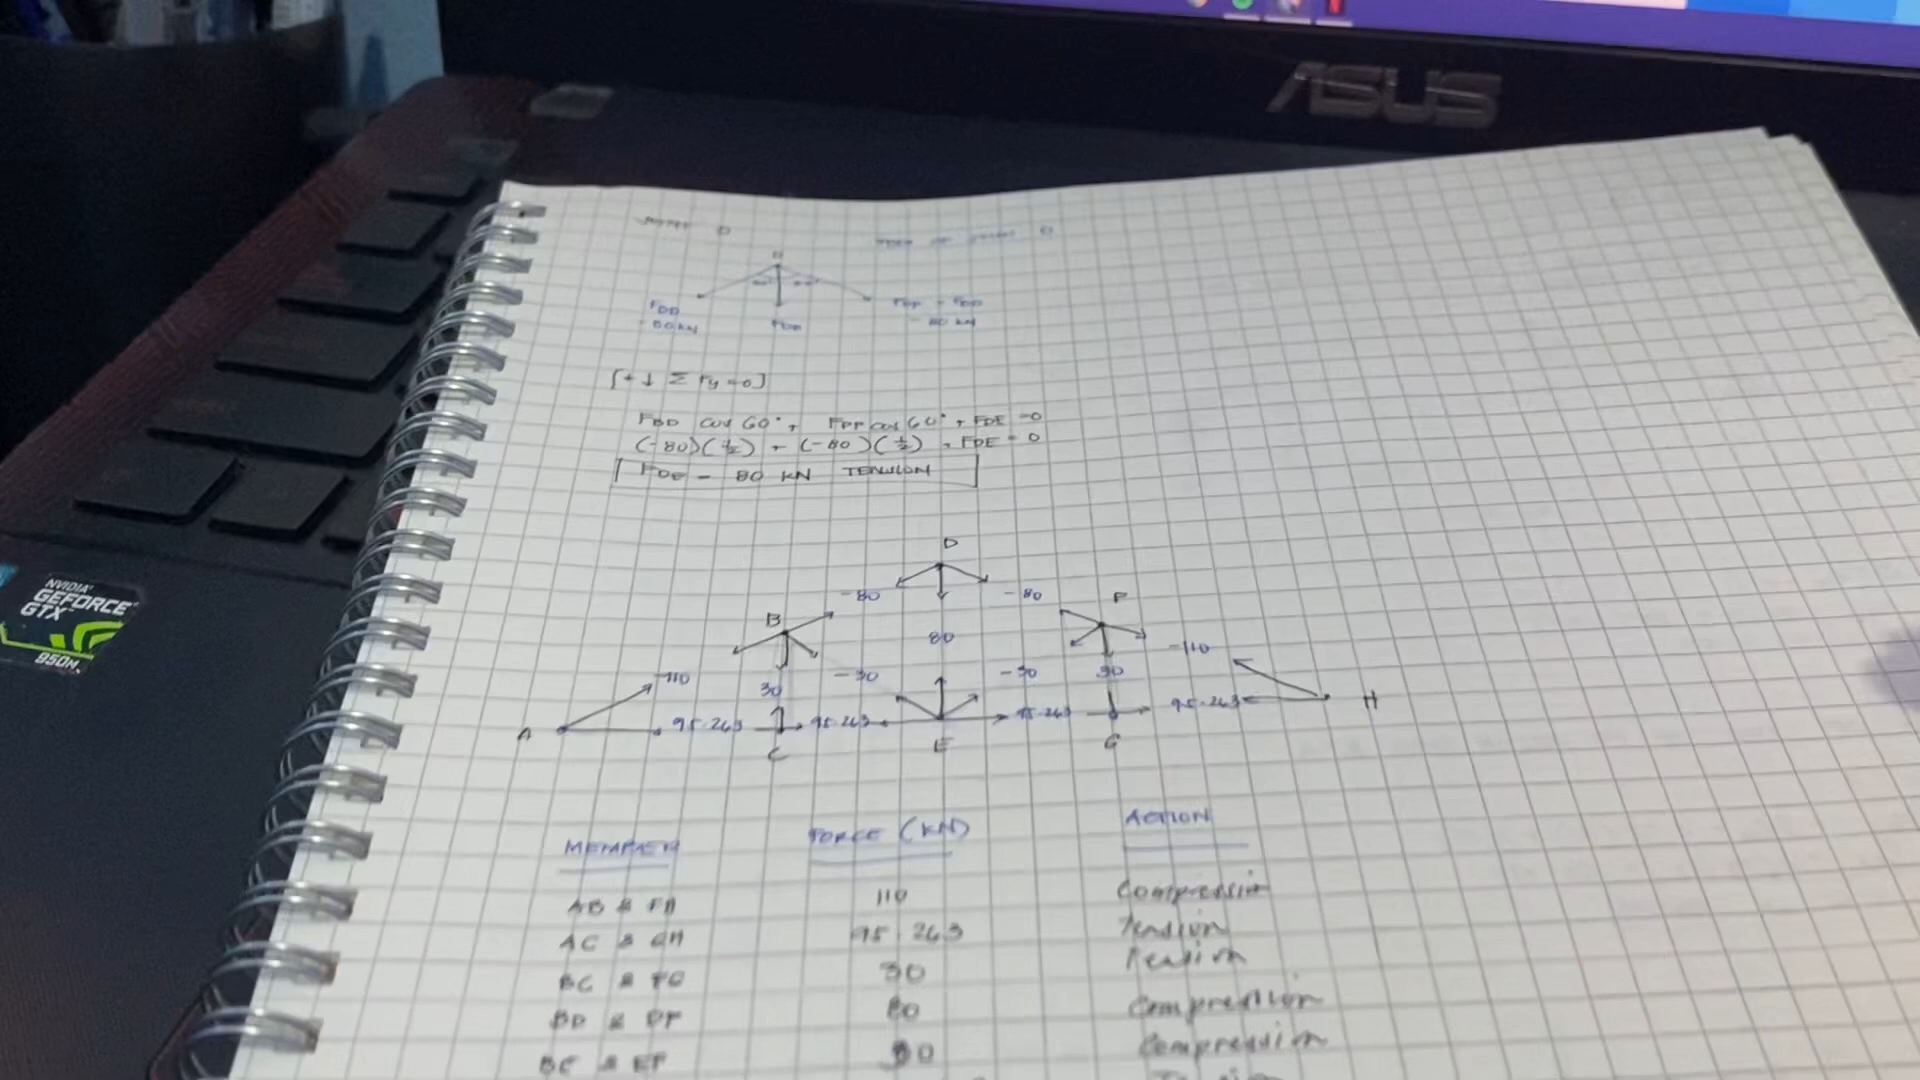 ASUS
D
[+↓ Σ Fy = 0]
FBD cos 60° + FDF cos 60° + FDE = 0
(-80)(1/2) + (-80)(1/2) + FDE = 0
FDE = 80 KN TENSION
D
-80 -80
B F
80
-110 30 -30 -30 30 -110
A 95.263 95.263 95.263 95.263 H
C E G
MEMBER FORCE (KN) ACTION
AB & FH 110 Compression
AC & GH 95.263 Tension
BC & FG 30 Tension
BD & DF 80 Compression
BE & EF 30 Compression
NVIDIA
GEFORCE
GTX
950M